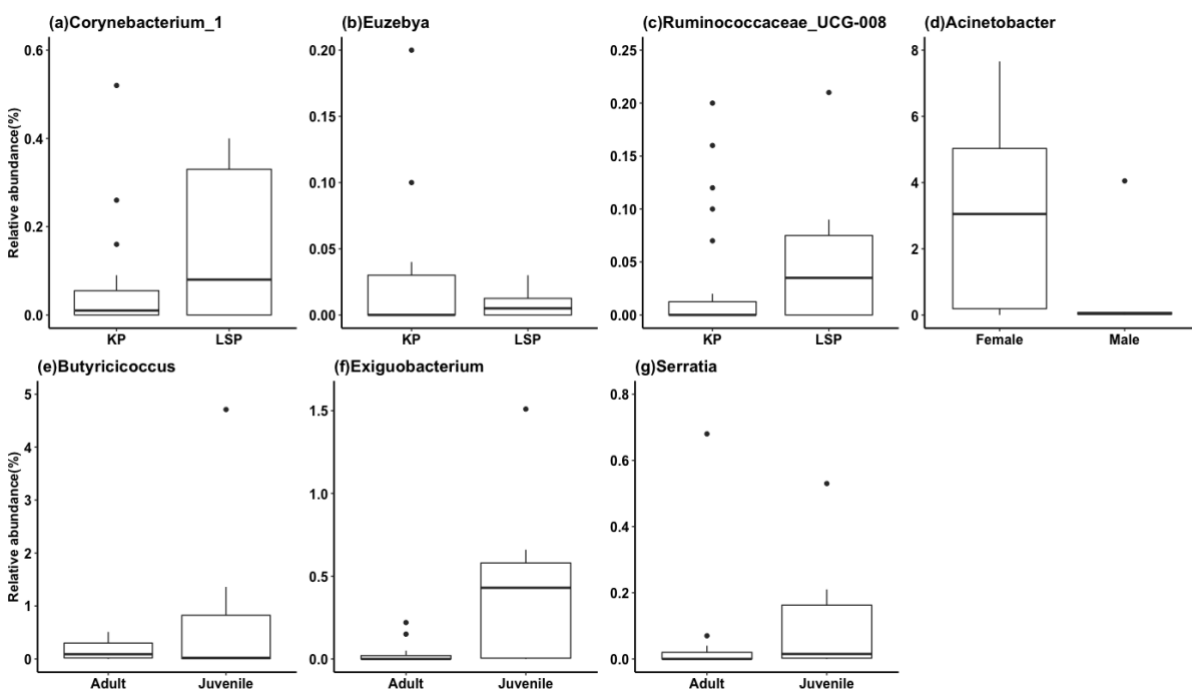 (a)Corynebacterium_1
(b)Euzebya
(c)Ruminococcaceae_UCG-008
(d)Acinetobacter
Relative abundance(%)
0.6
0.4
0.2
0.0
KP
LSP
0.20
0.15
0.10
0.05
0.00
KP
LSP
0.25
0.20
0.15
0.10
0.05
0.00
KP
LSP
8
6
4
2
0
Female
Male
(e)Butyricicoccus
(f)Exiguobacterium
(g)Serratia
Relative abundance(%)
5
4
3
2
1
0
Adult
Juvenile
1.5
1.0
0.5
0.0
Adult
Juvenile
0.8
0.6
0.4
0.2
0.0
Adult
Juvenile